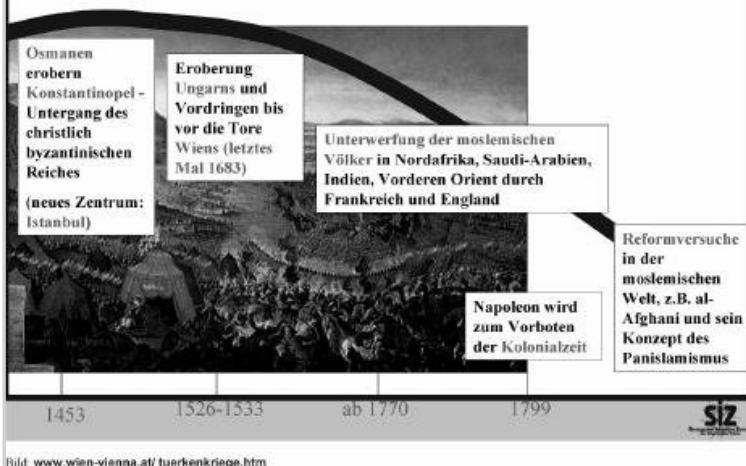 Osmanen
erobern
Konstantinopel -
Untergang des
christlich
byzantinischen
Reiches
(neues Zentrum:
Istanbul)
Eroberung
Ungarns und
Vordringen bis
vor die Tore
Wiens (letztes
Mal 1683)
Unterwerfung der moslemischen
Völker in Nordafrika, Saudi-Arabien,
Indien, Vorderen Orient durch
Frankreich und England
Napoleon wird
zum Vorboten
der Kolonialzeit
Reformversuche
in der
moslemischen
Welt, z.B. al-
Afghani und sein
Konzept des
Panislamismus
1453
1526-1533
ab 1770
1799
SIZ
Bild: www.wien-vienna.at/ tuerkenkriege.htm